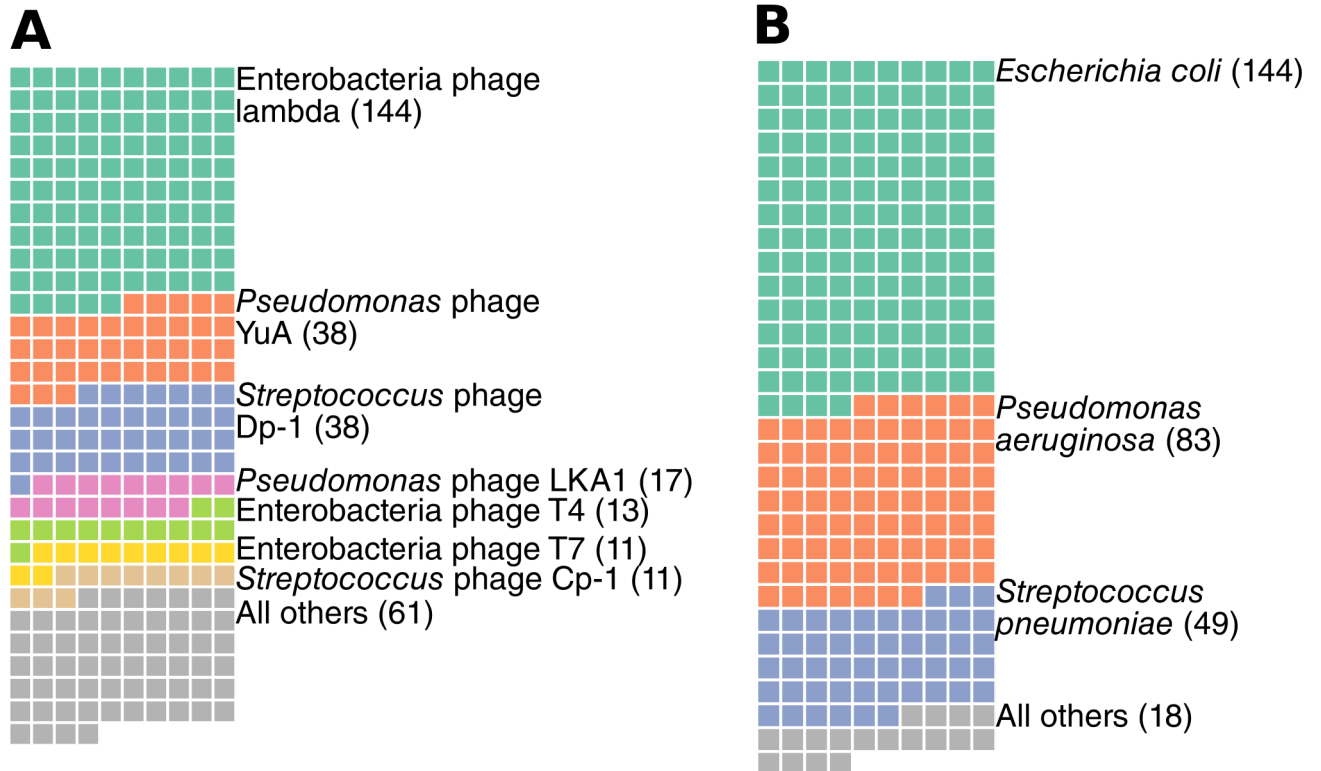 A
Enterobacteria phage
lambda (144)
Pseudomonas phage
YuA (38)
Streptococcus phage
Dp-1 (38)
Pseudomonas phage LKA1 (17)
Enterobacteria phage T4 (13)
Enterobacteria phage T7 (11)
Streptococcus phage Cp-1 (11)
All others (61)
B
Escherichia coli (144)
Pseudomonas
aeruginosa (83)
Streptococcus
pneumoniae (49)
All others (18)